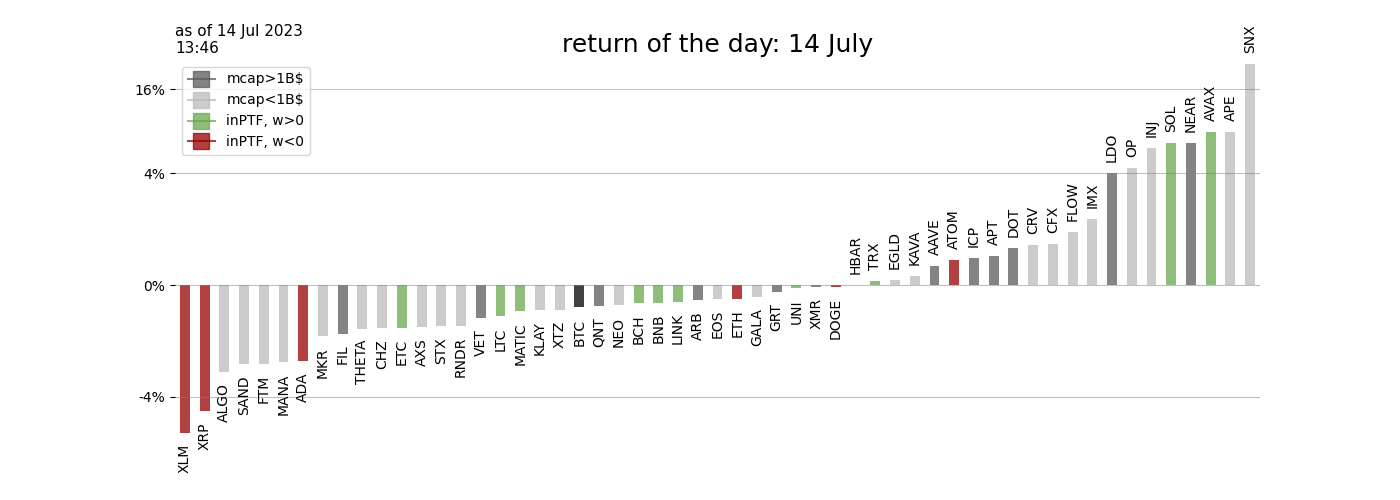 as of 14 Jul 2023
13:46
return of the day: 14 July
mcap>1B$
mcap<1B$
inPTF, w>0
inPTF, w<0
16%
4%
0%
-4%
XLM
XRP
ALGO
SAND
FTM
MANA
ADA
MKR
FIL
THETA
CHZ
ETC
AXS
STX
RNDR
VET
LTC
MATIC
KLAY
XTZ
BTC
QNT
NEO
BCH
BNB
LINK
ARB
EOS
ETH
GALA
GRT
UNI
XMR
DOGE
HBAR
TRX
EGLD
KAVA
AAVE
ATOM
ICP
APT
DOT
CRV
CFX
FLOW
IMX
LDO
OP
INJ
SOL
NEAR
AVAX
APE
SNX